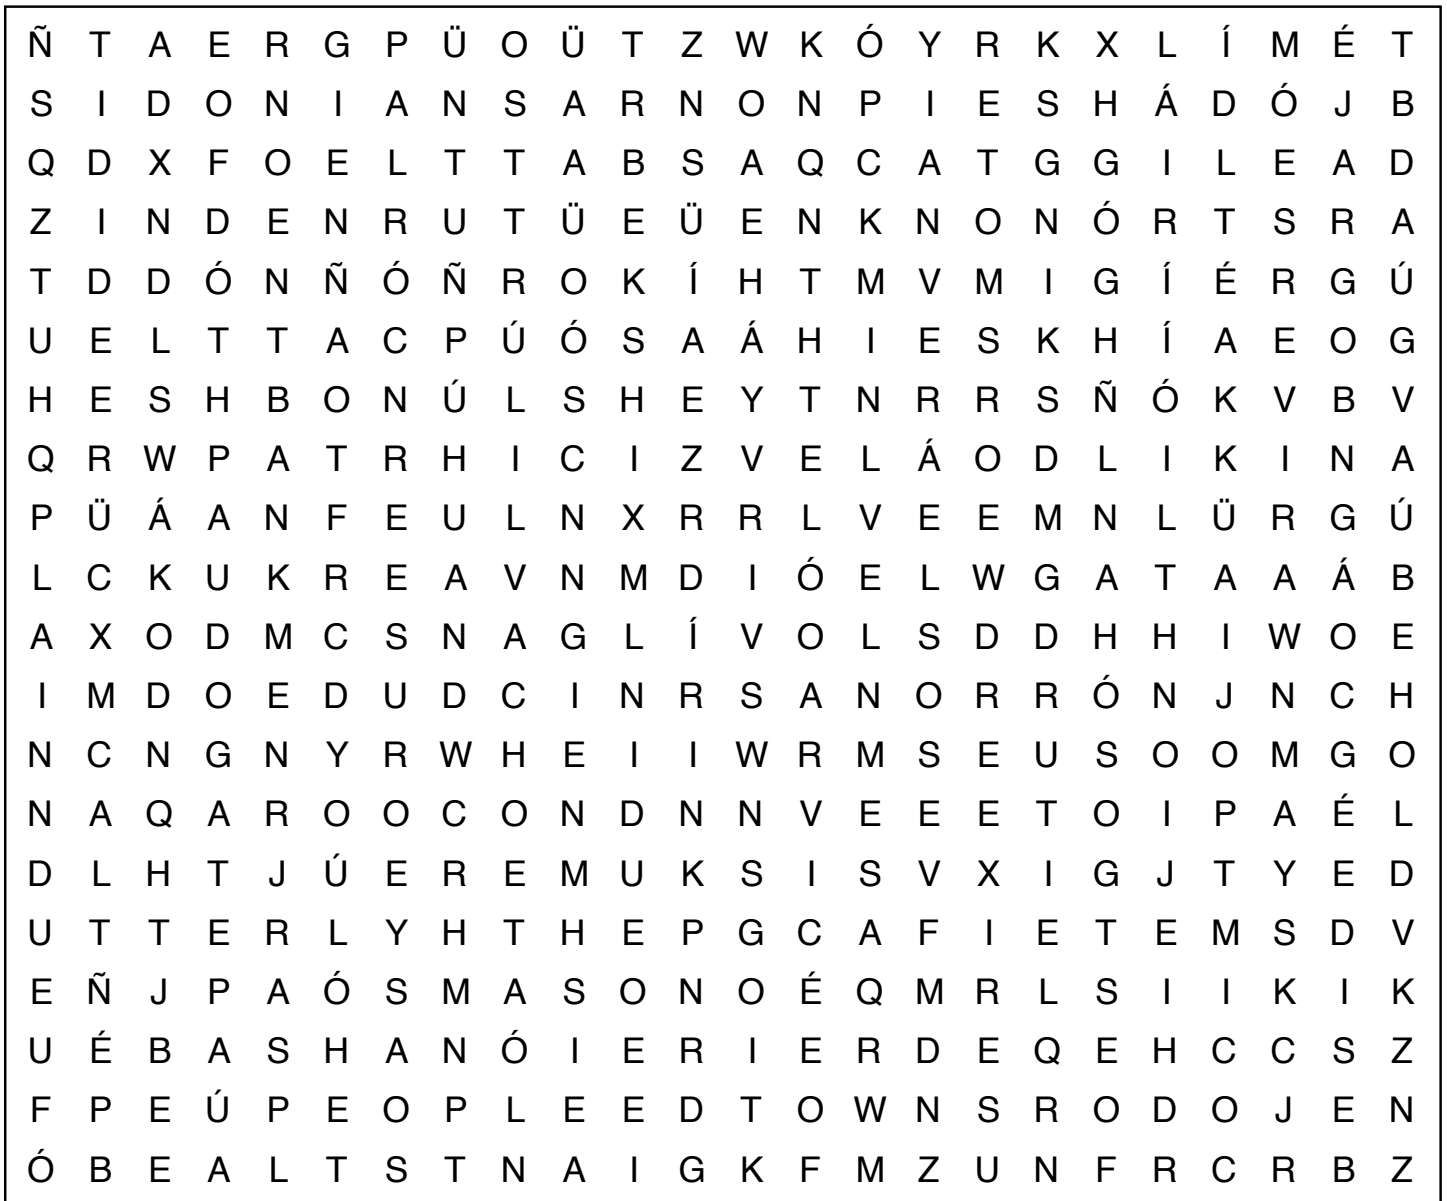 Ñ T A E R G P Ü O Ü T Z W K Ó Y R K X L Í M É T
S I D O N I A N S A R N O N P I E S H Á D Ó J B
Q D X F O E L T T A B S A Q C A T G G I L E A D
Z I N D E N R U T Ü E Ü E N K N O N Ó R T S R A
T D D Ó N Ñ Ó Ñ R O K Í H T M V M I G Í É R G Ú
U E L T T A C P Ú Ó S A Á H I E S K H Í A E O G
H E S H B O N Ú L S H E Y T N R R S Ñ Ó K V B V
Q R W P A T R H I C I Z V E L Á O D L I K I N A
P Ü Á A N F E U L N X R R L V E E M N L Ü R G Ú
L C K U K R E A V N M D I Ó E L W G A T A A Á B
A X O D M C S N A G L Í V O L S D D H H I W O E
I M D O E D U D C I N R S A N O R R Ó N J N C H
N C N G N Y R W H E I I W R M S E U S O O M G O
N A Q A R O O C O N D N N V E E E T O I P A É L
D L H T J Ú E R E M U K S I S V X I G J T Y E D
U T T E R L Y H T H E P G C A F I E T E M S D V
E Ñ J P A Ó S M A S O N O É Q M R L S I I K I K
U É B A S H A N Ó I E R I E R D E Q E H C C S Z
F P E Ú P E O P L E E D T O W N S R O D O J E N
Ó B E A L T S T N A I G K F M Z U N F R C R B Z